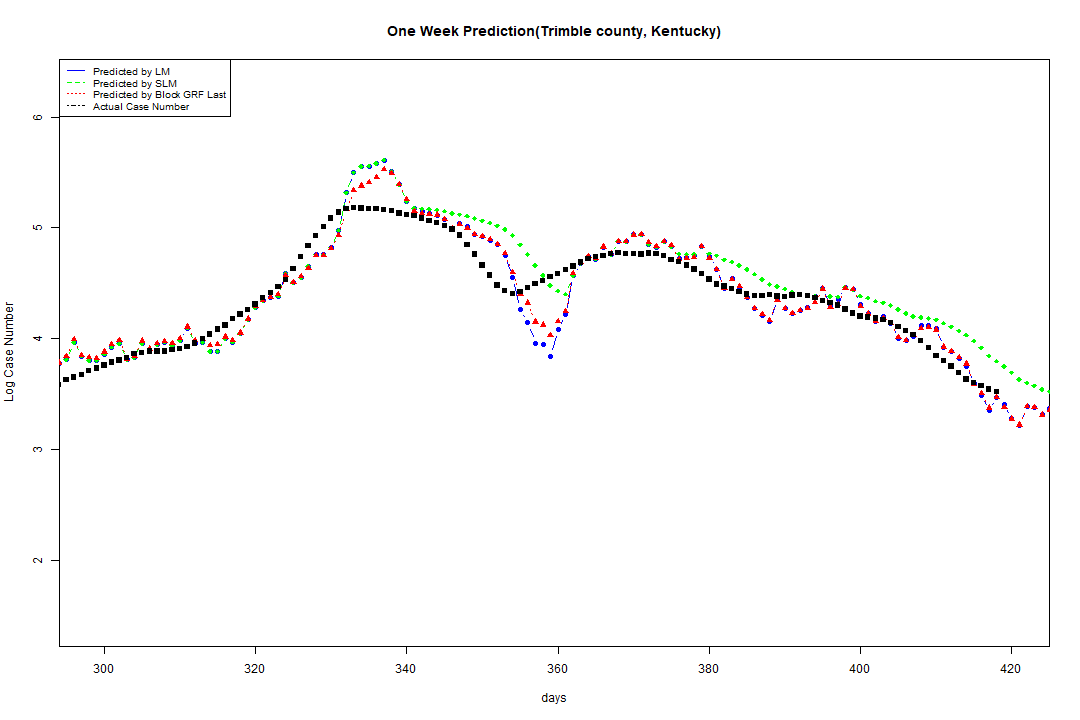 One Week Prediction(Trimble county, Kentucky)
Predicted by LM
Predicted by SLM
Predicted by Block GRF Last
Actual Case Number
Log Case Number
6
5
4
3
2
300 320 340 360 380 400 420
days